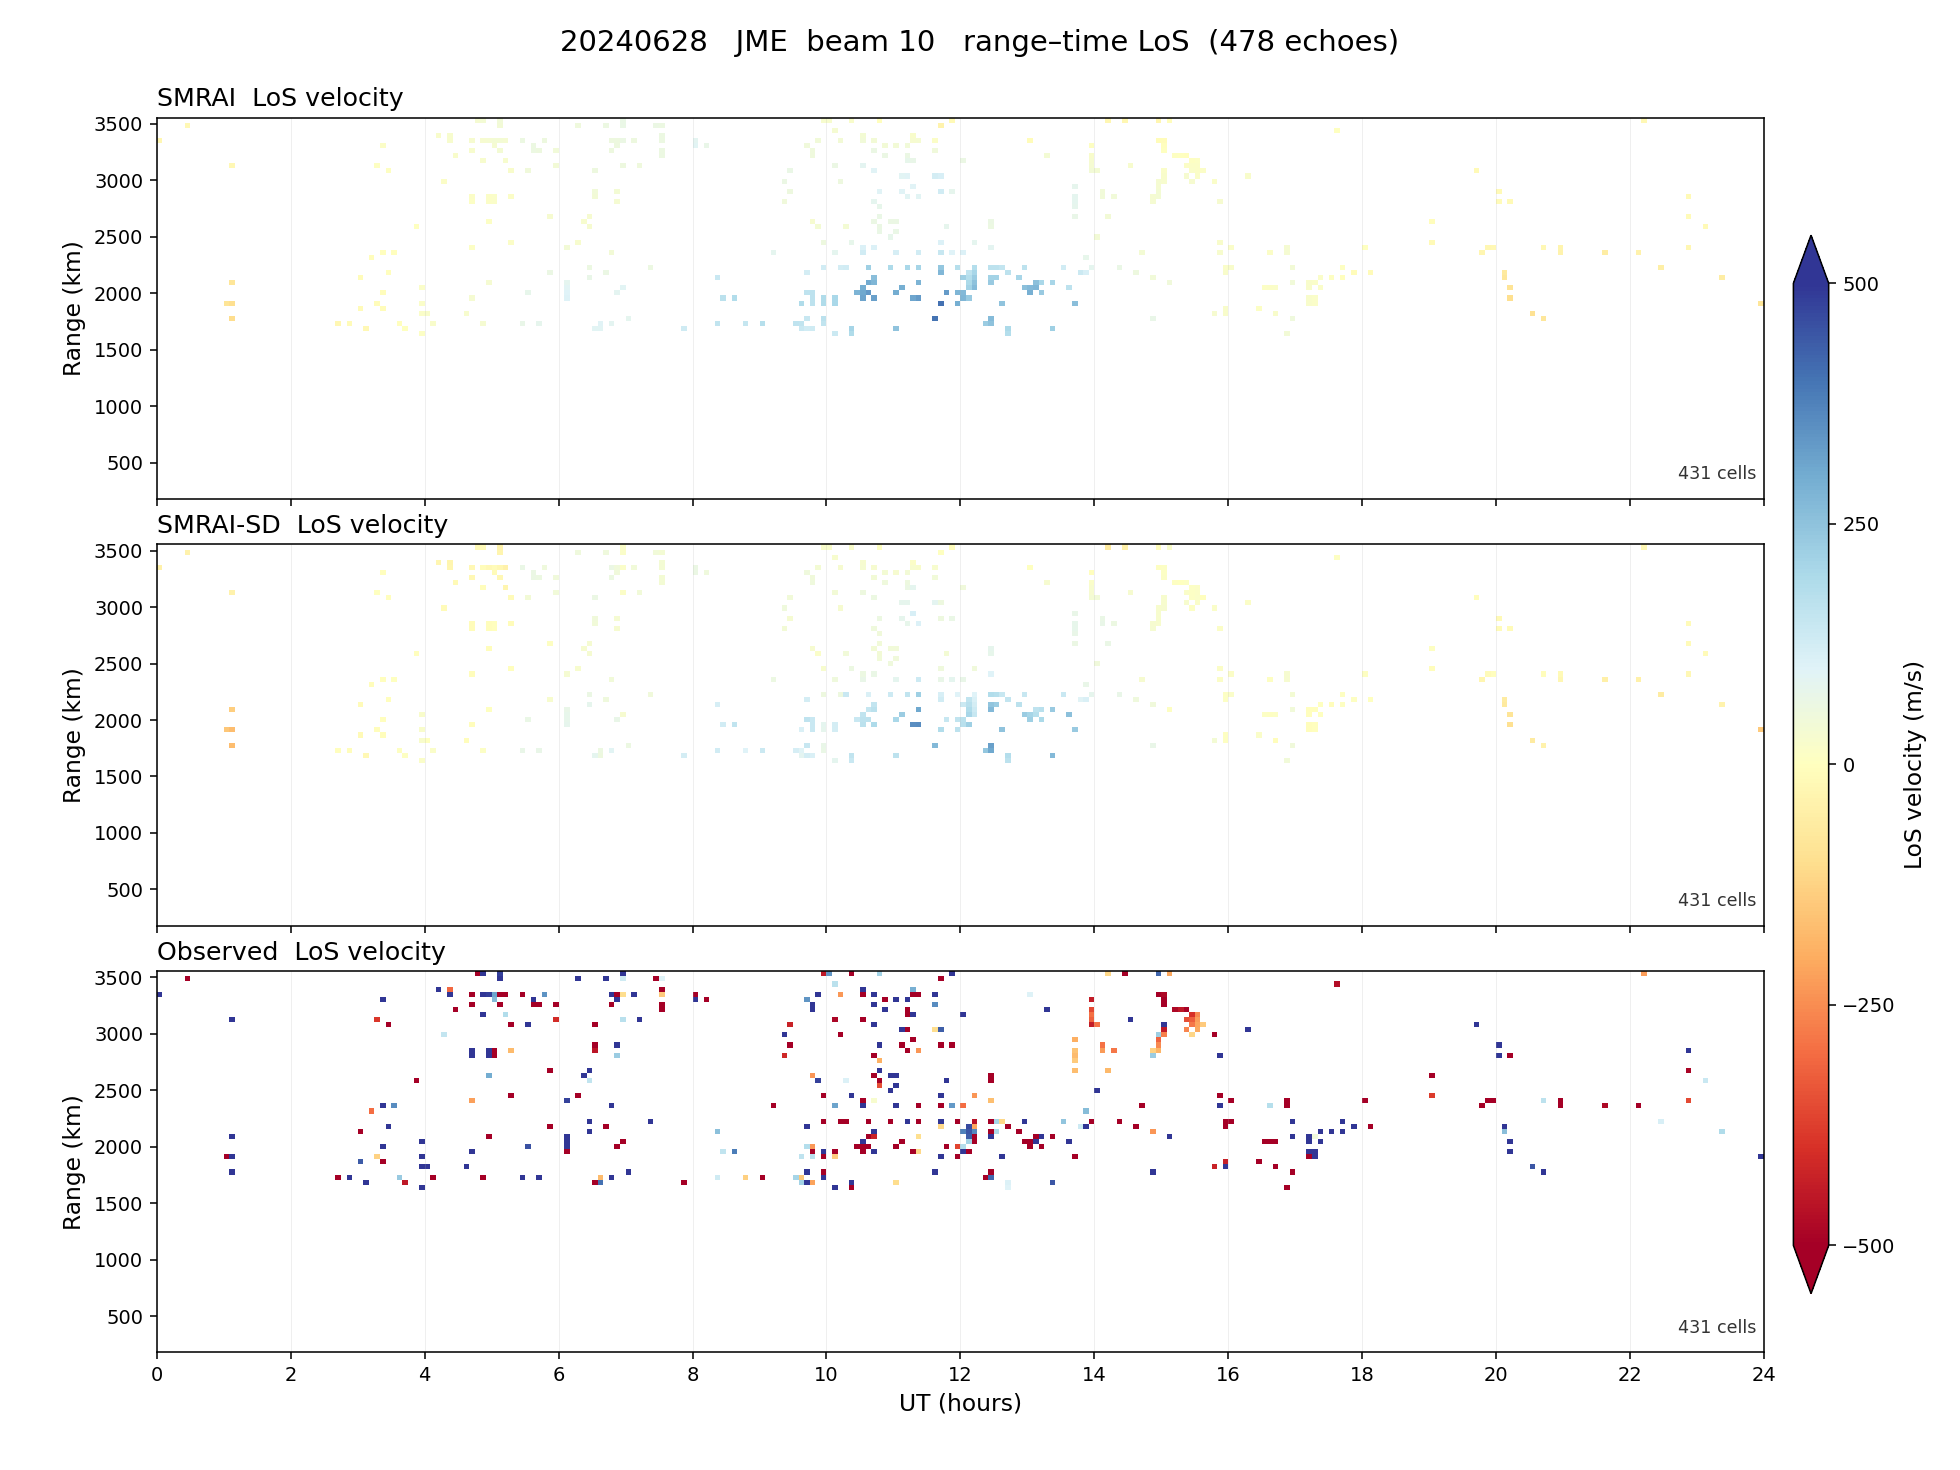 20240628   JME  beam 10   range–time LoS  (478 echoes)
SMRAI  LoS velocity
3500
3000
2500
2000
1500
1000
500
Range (km)
431 cells
SMRAI-SD  LoS velocity
3500
3000
2500
2000
1500
1000
500
Range (km)
431 cells
Observed  LoS velocity
3500
3000
2500
2000
1500
1000
500
Range (km)
431 cells
0 2 4 6 8 10 12 14 16 18 20 22 24
UT (hours)
500
250
0
−250
−500
LoS velocity (m/s)